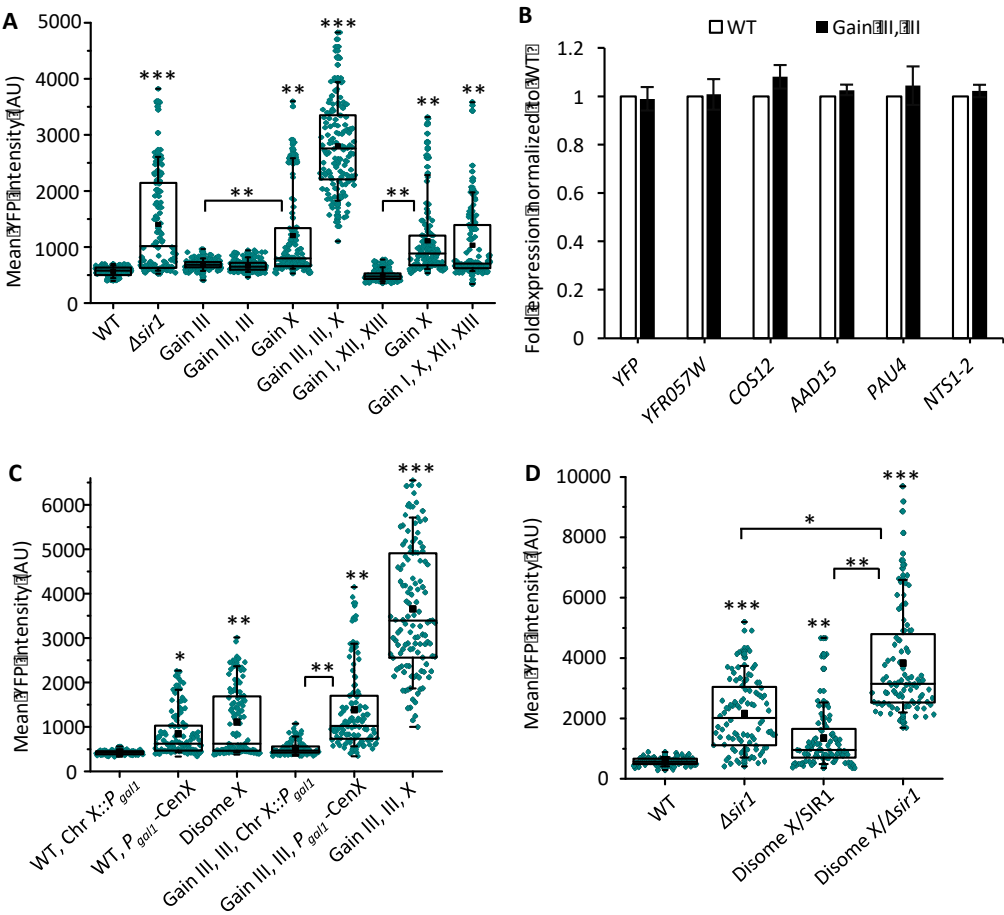 A
Mean YFP intensity (AU)
5000
4000
3000
2000
1000
0
***
**
***
**
**
**
**
WT
Δsir1
Gain III
Gain III, III
Gain X
Gain III, III, X
Gain I, XII, XIII
Gain X
Gain I, X, XII, XIII
B
WT
Gain III, III
Fold expression normalized to WT
1.2
1
0.8
0.6
0.4
0.2
0
YFP
YFR057W
COS12
AAD15
PAU4
NTS1-2
C
Mean YFP intensity (AU)
6000
5000
4000
3000
2000
1000
0
*
**
**
**
***
WT, Chr X::Pgal1
WT, Pgal1-CenX
Disome X
Gain III, III, Chr X::Pgal1
Gain III, III, Pgal1-CenX
Gain III, III, X
D
Mean YFP intensity (AU)
10000
8000
6000
4000
2000
0
***
*
**
**
***
WT
Δsir1
Disome X/SIR1
Disome X/Δsir1